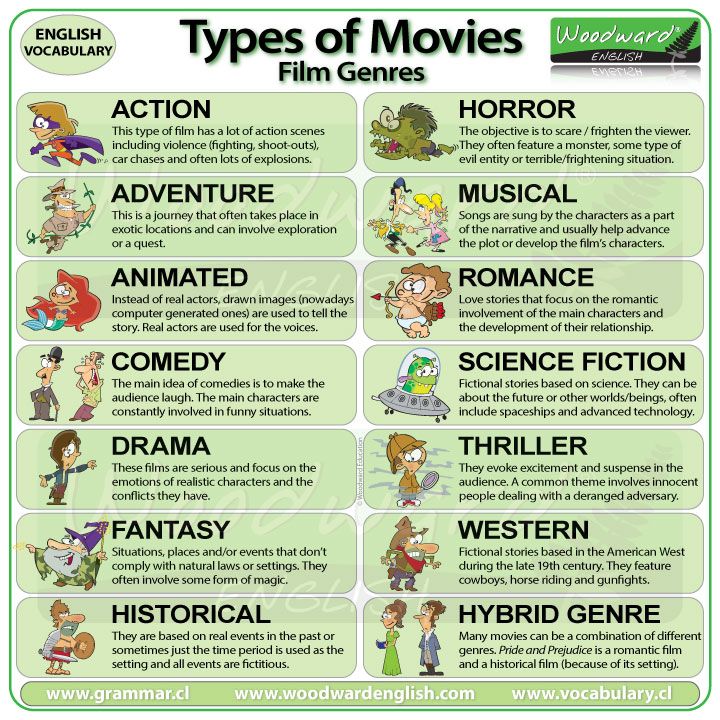 ENGLISH
VOCABULARY
Types of Movies
Film Genres
Woodward®
ENGLISH
ACTION
This type of film has a lot of action scenes
including violence (fighting, shoot-outs),
car chases and often lots of explosions.
ADVENTURE
This is a journey that often takes place in
exotic locations and can involve exploration
or a quest.
ANIMATED
Instead of real actors, drawn images (nowadays
computer generated ones) are used to tell the
story. Real actors are used for the voices.
COMEDY
The main idea of comedies is to make the
audience laugh. The main characters are
constantly involved in funny situations.
DRAMA
These films are serious and focus on the
emotions of realistic characters and the
conflicts they have.
FANTASY
Situations, places and/or events that don't
comply with natural laws or settings. They
often involve some form of magic.
HISTORICAL
They are based on real events in the past or
sometimes just the time period is used as the
setting and all events are fictitious.
HORROR
The objective is to scare / frighten the viewer.
They often feature a monster, some type of
evil entity or terrible/frightening situation.
MUSICAL
Songs are sung by the characters as a part
of the narrative and usually help advance
the plot or develop the film's characters.
ROMANCE
Love stories that focus on the romantic
involvement of the main characters and
the development of their relationship.
SCIENCE FICTION
Fictional stories based on science. They can be
about the future or other worlds/beings, often
include spaceships and advanced technology.
THRILLER
They evoke excitement and suspense in the
audience. A common theme involves innocent
people dealing with a deranged adversary.
WESTERN
Fictional stories based in the American West
during the late 19th century. They feature
cowboys, horse riding and gunfights.
HYBRID GENRE
Many movies can be a combination of different
genres. Pride and Prejudice is a romantic film
and a historical film (because of its setting).
© Woodward Education
Woodward®
ENGLISH
Woodward
ENGLISH
www.grammar.cl
www.woodwardenglish.com
www.vocabulary.cl